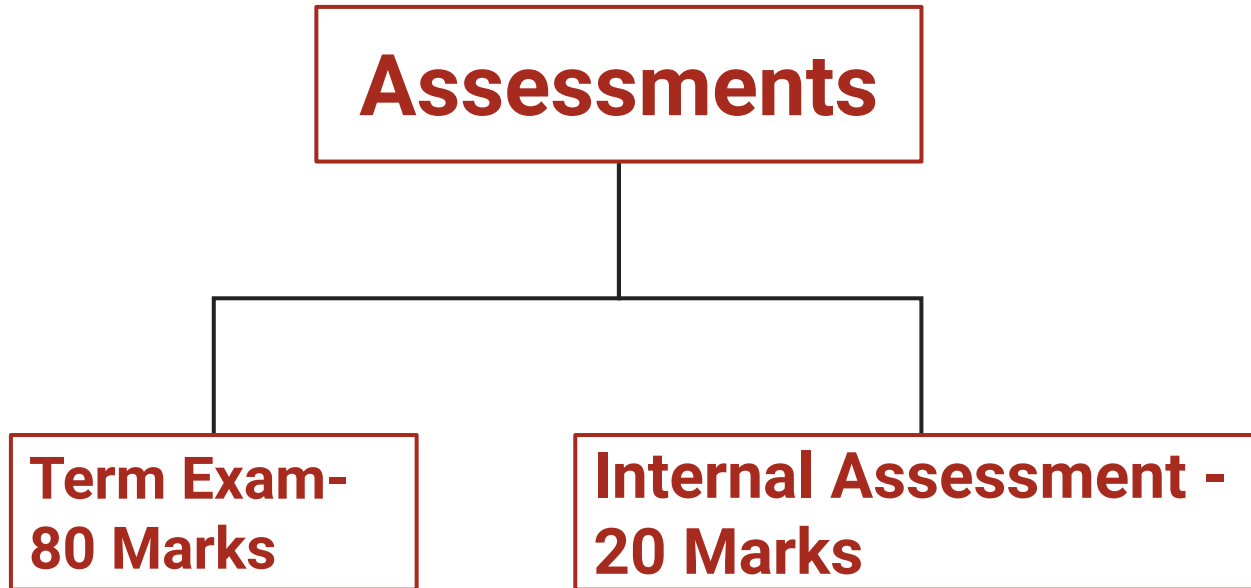 Assessments
Term Exam-
80 Marks
Internal Assessment -
20 Marks